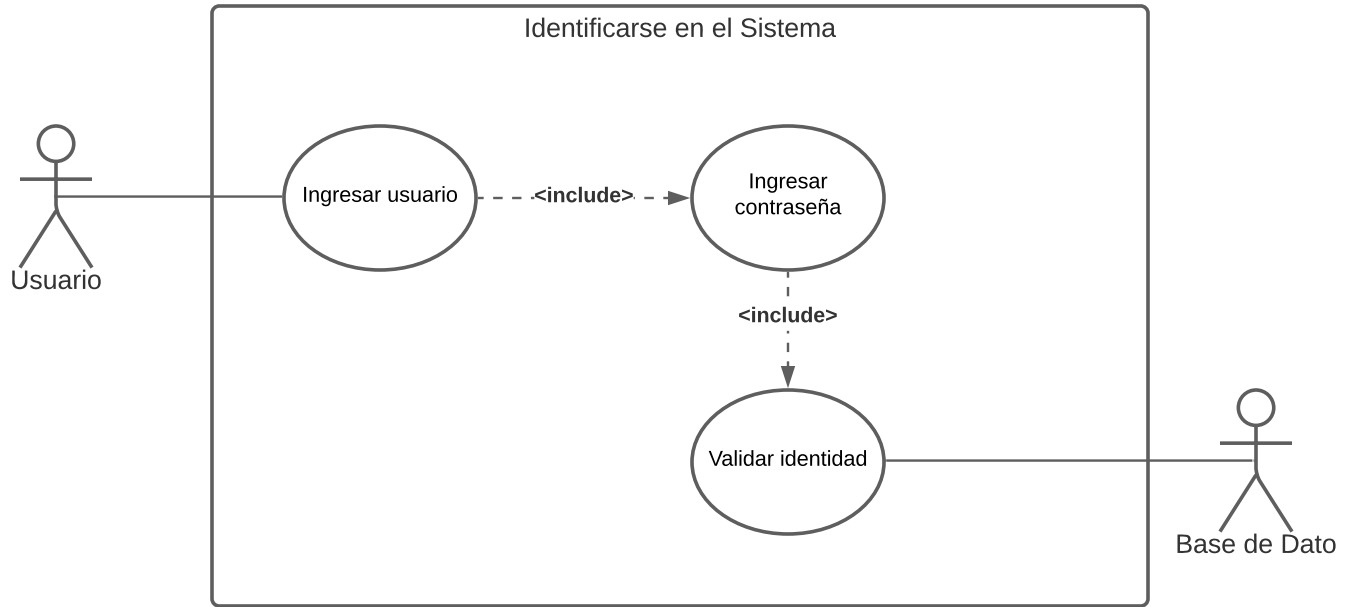 Identificarse en el Sistema
Ingresar usuario
<include>
Ingresar
contraseña
Usuario
<include>
Validar identidad
Base de Dato